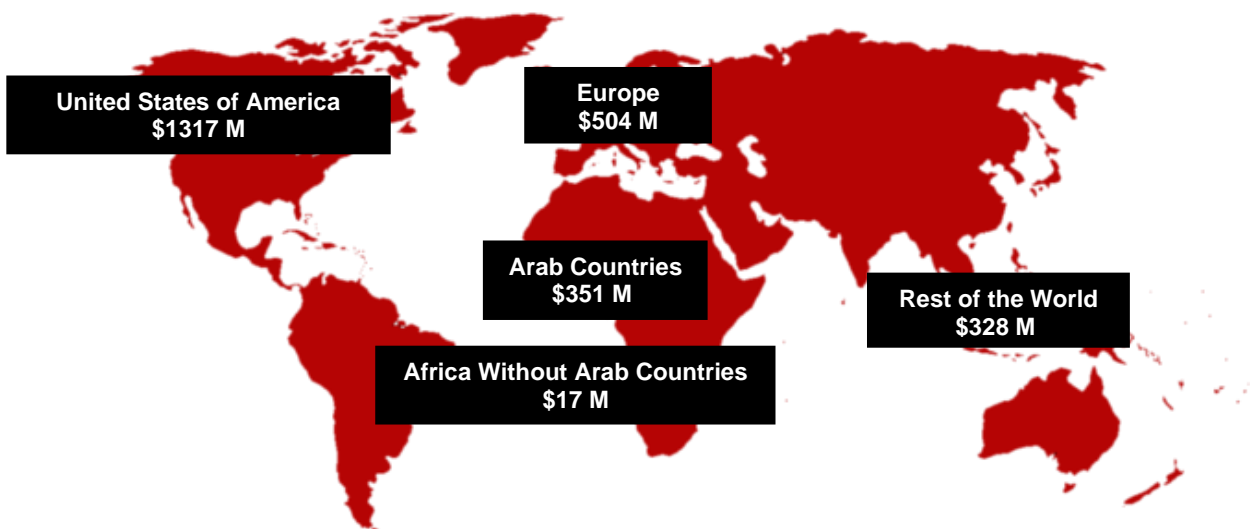 United States of America
$1317 M
Europe
$504 M
Arab Countries
$351 M
Rest of the World
$328 M
Africa Without Arab Countries
$17 M